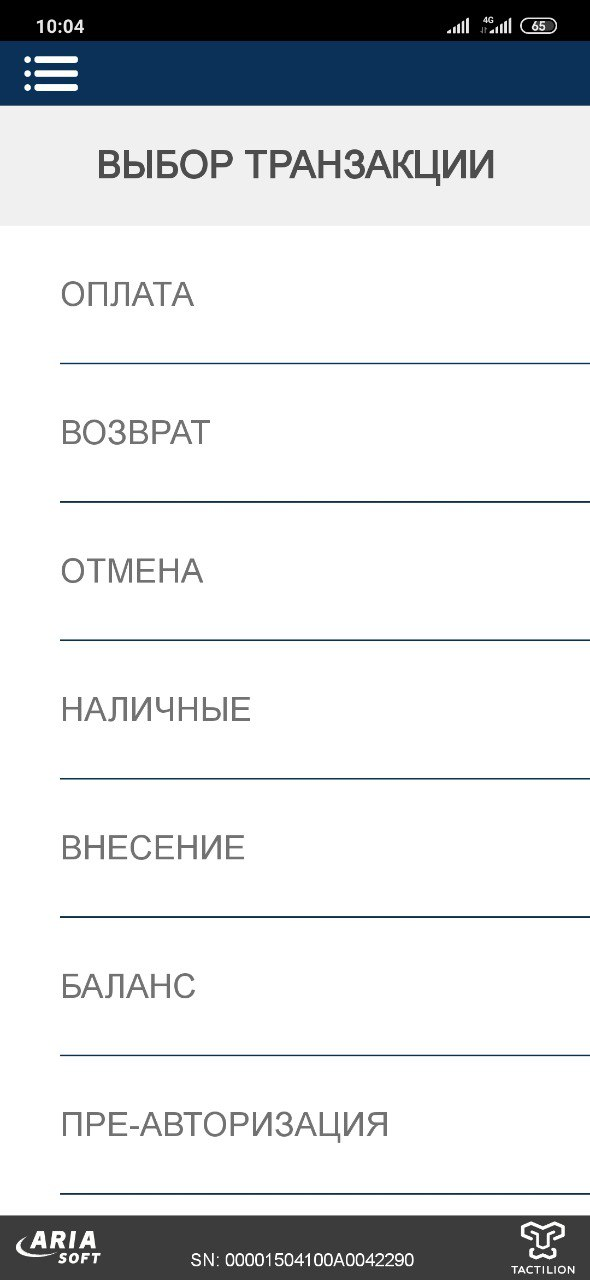 10:04
4G
65
ВЫБОР ТРАНЗАКЦИИ
ОПЛАТА
ВОЗВРАТ
ОТМЕНА
НАЛИЧНЫЕ
ВНЕСЕНИЕ
БАЛАНС
ПРЕ-АВТОРИЗАЦИЯ
ARIA
SOFT
SN: 00001504100A0042290
TACTILION